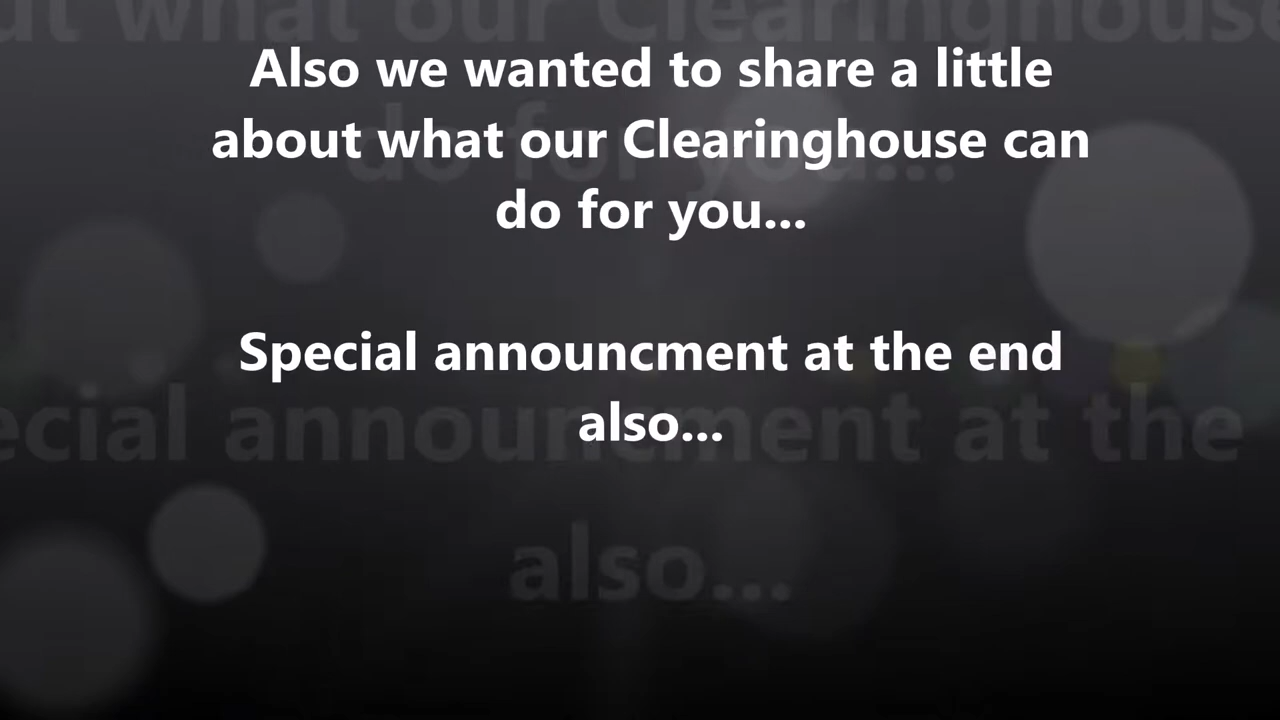 Also we wanted to share a little
about what our Clearinghouse can
do for you...
Special announcment at the end
also...